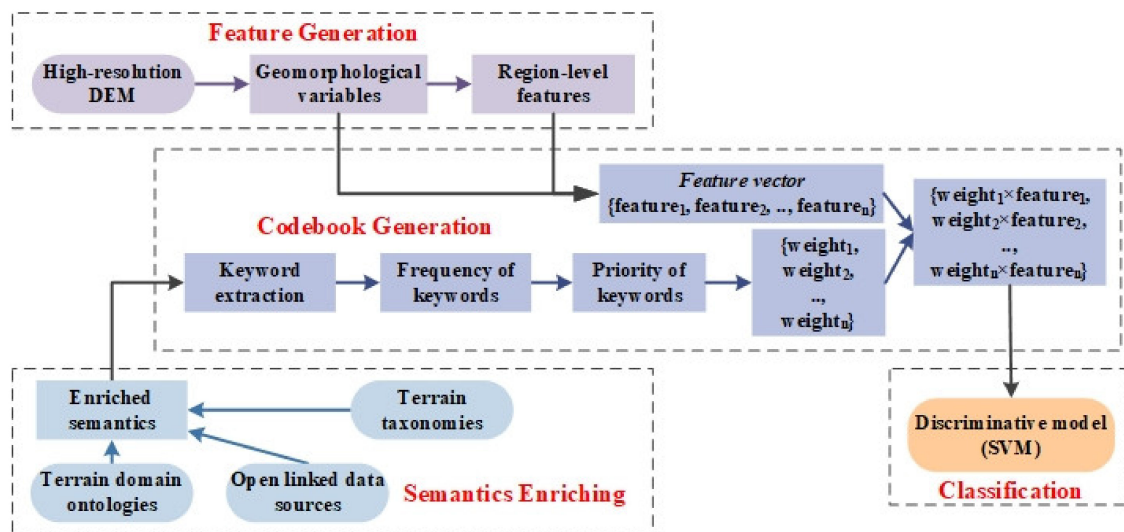 Feature Generation
High-resolution
DEM
Geomorphological
variables
Region-level
features
Feature vector
{feature₁, feature₂, .., featureₙ}
{weight₁×feature₁,
weight₂×feature₂,
..,
weightₙ×featureₙ}
Codebook Generation
Keyword
extraction
Frequency of
keywords
Priority of
keywords
{weight₁,
weight₂,
..,
weightₙ}
Enriched
semantics
Terrain
taxonomies
Terrain domain
ontologies
Open linked data
sources
Semantics Enriching
Discriminative model
(SVM)
Classification